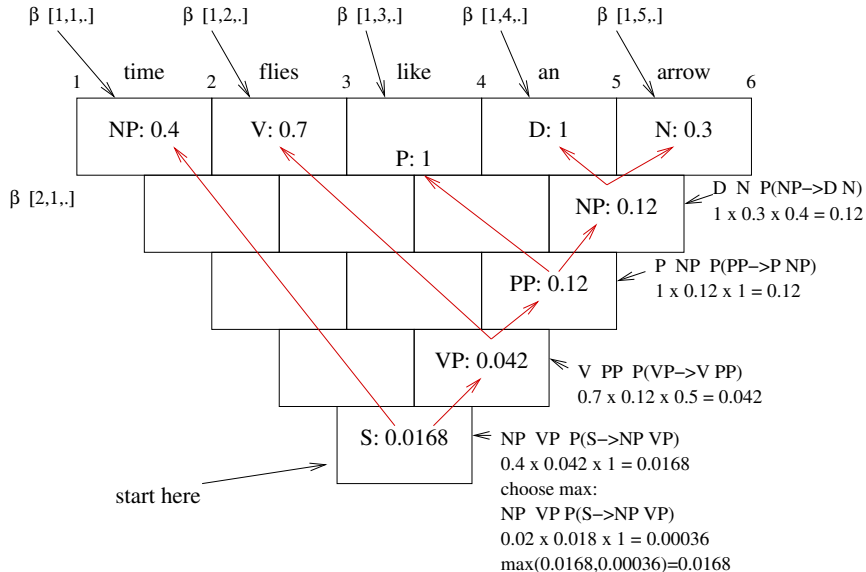 β [1,1,.] β [1,2,.] β [1,3,.] β [1,4,.] β [1,5,.]
time flies like an arrow
1 2 3 4 5 6
NP: 0.4 V: 0.7 D: 1 N: 0.3
P: 1
β [2,1,.]
NP: 0.12
D N P(NP−>D N)
1 x 0.3 x 0.4 = 0.12
PP: 0.12
P NP P(PP−>P NP)
1 x 0.12 x 1 = 0.12
VP: 0.042
V PP P(VP−>V PP)
0.7 x 0.12 x 0.5 = 0.042
S: 0.0168
NP VP P(S−>NP VP)
0.4 x 0.042 x 1 = 0.0168
choose max:
NP VP P(S−>NP VP)
0.02 x 0.018 x 1 = 0.00036
max(0.0168,0.00036)=0.0168
start here